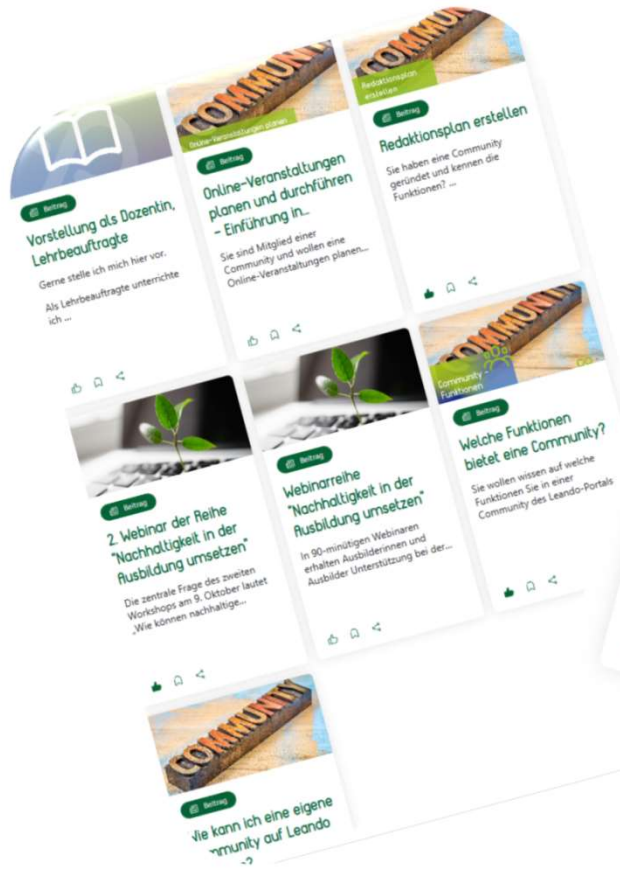 Beitrag
Vorstellung als Dozentin,
Lehrbeauftragte
Gerne stelle ich mich hier vor.
Als Lehrbeauftragte unterrichte
ich ...
COMMUNITY
Online-Veranstaltungen planen
Beitrag
Online-Veranstaltungen
planen und durchführen
– Einführung in...
Sie sind Mitglied einer
Community und wollen eine
Online-Veranstaltungen planen...
COMMUNITY
Redaktionsplan
erstellen
Beitrag
Redaktionsplan erstellen
Sie haben eine Community
geründet und kennen die
Funktionen? ...
Beitrag
2. Webinar der Reihe
"Nachhaltigkeit in der
Ausbildung umsetzen"
Die zentrale Frage des zweiten
Workshops am 9. Oktober lautet
„Wie können nachhaltige...
Beitrag
Webinarreihe
"Nachhaltigkeit in der
Ausbildung umsetzen"
In 90-minütigen Webinaren
erhalten Ausbilderinnen und
Ausbilder Unterstützung bei der...
COMMUNITY
Community -
Funktionen
Beitrag
Welche Funktionen
bietet eine Community?
Sie wollen wissen auf welche
Funktionen Sie in einer
Community des Leando-Portals
COMMUNITY
Beitrag
Wie kann ich eine eigene
mmunity auf Leando
?